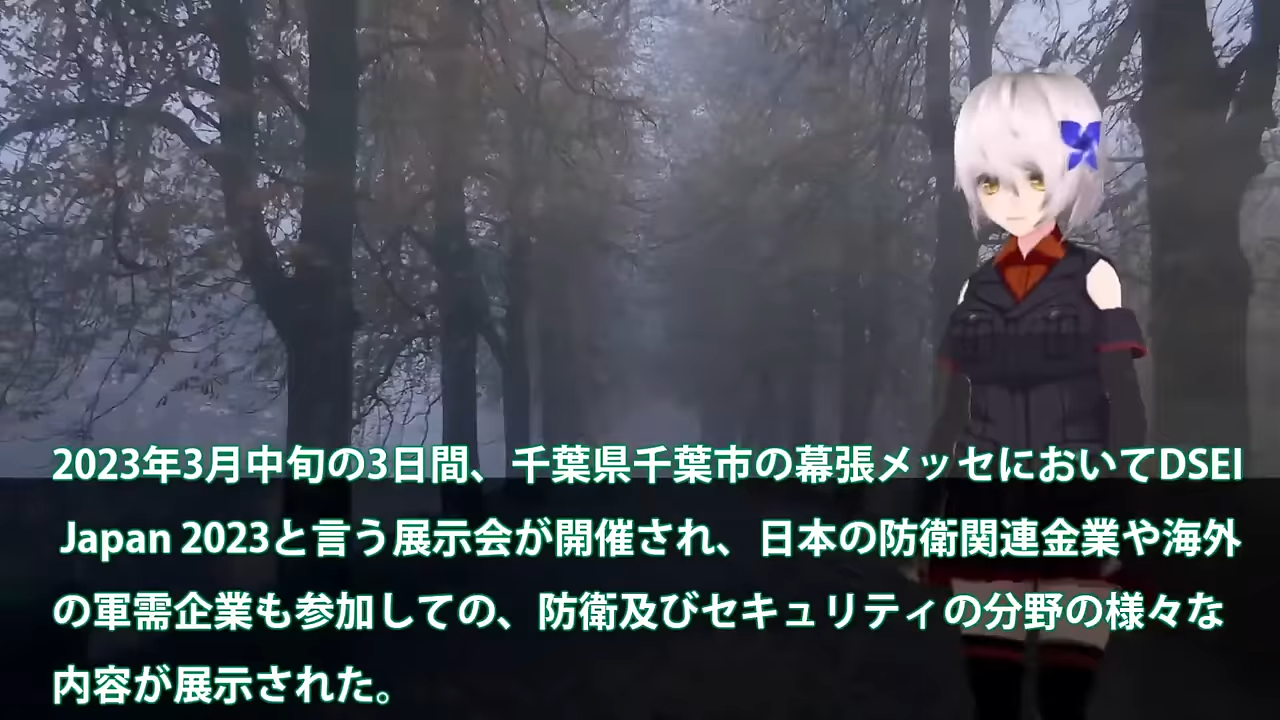 2023年3月中旬の3日間、千葉県千葉市の幕張メッセにおいてDSEI
Japan 2023と言う展示会が開催され、日本の防衛関連金業や海外
の軍需企業も参加しての、防衛及びセキュリティの分野の様々な
内容が展示された。